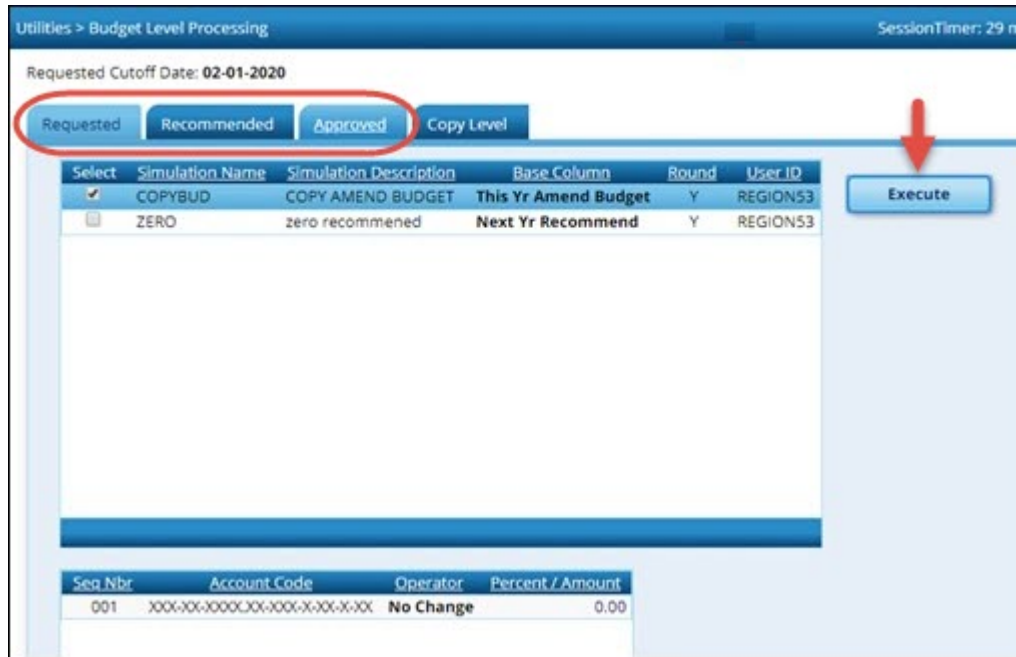 Utilities > Budget Level Processing SessionTimer: 29 m
Requested Cutoff Date: 02-01-2020
Requested Recommended Approved Copy Level
Select Simulation Name Simulation Description Base Column Round User ID
COPYBUD COPY AMEND BUDGET This Yr Amend Budget Y REGION53
ZERO zero recommened Next Yr Recommend Y REGION53
Execute
Seq Nbr Account Code Operator Percent / Amount
001 XXX-XX-XXXX.XX-XXX-X-XX-X-XX No Change 0.00